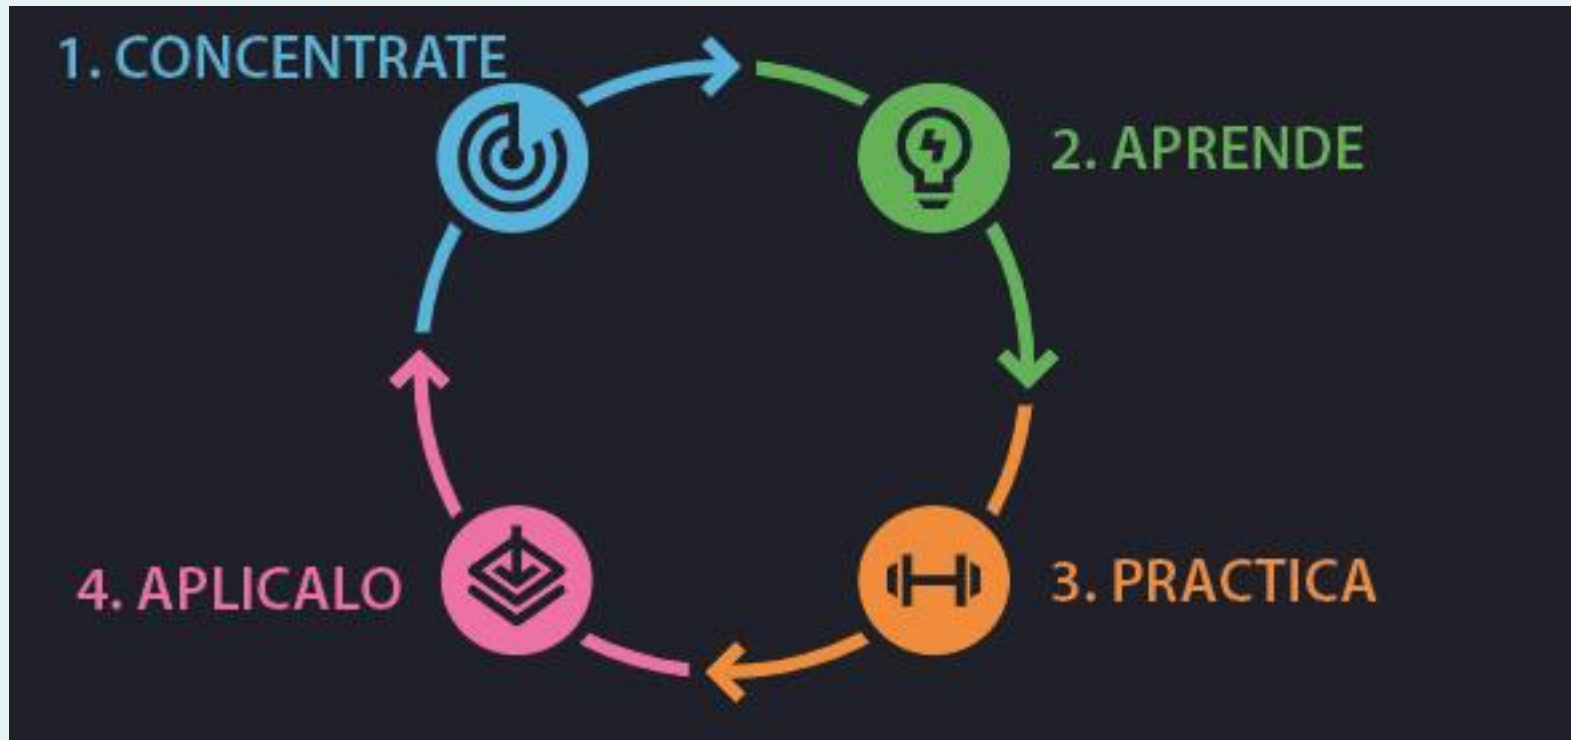 1. CONCENTRATE
2. APRENDE
3. PRACTICA
4. APLICALO